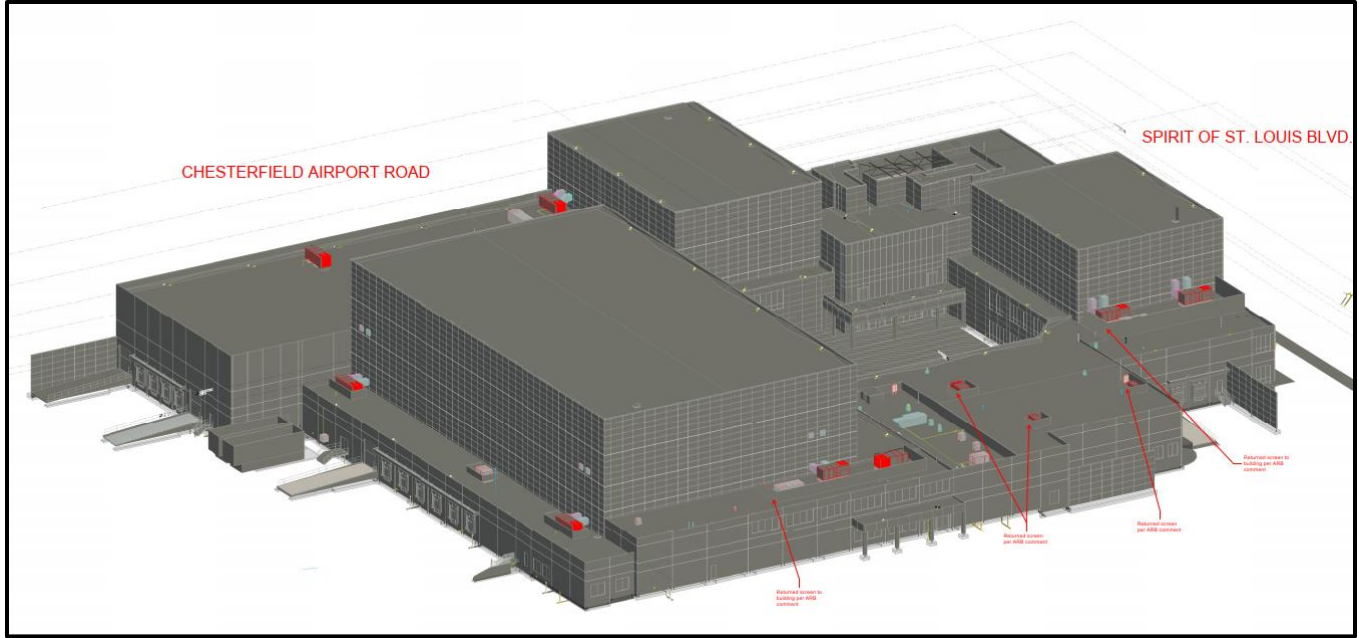 SPIRIT OF ST. LOUIS BLVD.
CHESTERFIELD AIRPORT ROAD
Returned screen to
building per ARB
comment
Returned screen
per ARB comment
Returned screen
per ARB comment
Returned screen to
building per ARB
comment